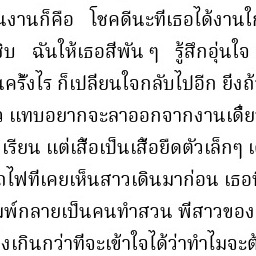 นงานก็คือ โชคดีนะที่เธอได้งานใก
ชิบ ฉันให้เธอสี่พัน ๆ รู้สึกอุ่นใจ
นครั้งไร ก็เปลี่ยนใจกลับไปอีก ยิ่งถ้
แทบอยากจะลาออกจากงานเดี๋ย
เรียน แต่เสื้อเป็นเสื้อยืดตัวเล็กๆ
ถไฟที่เคยเห็นสาวเดินมาก่อน เธอ
มพ์กลายเป็นคนทำสวน พี่สาวของ
งเกินกว่าที่จะเข้าใจได้ว่าทำไมจะต้